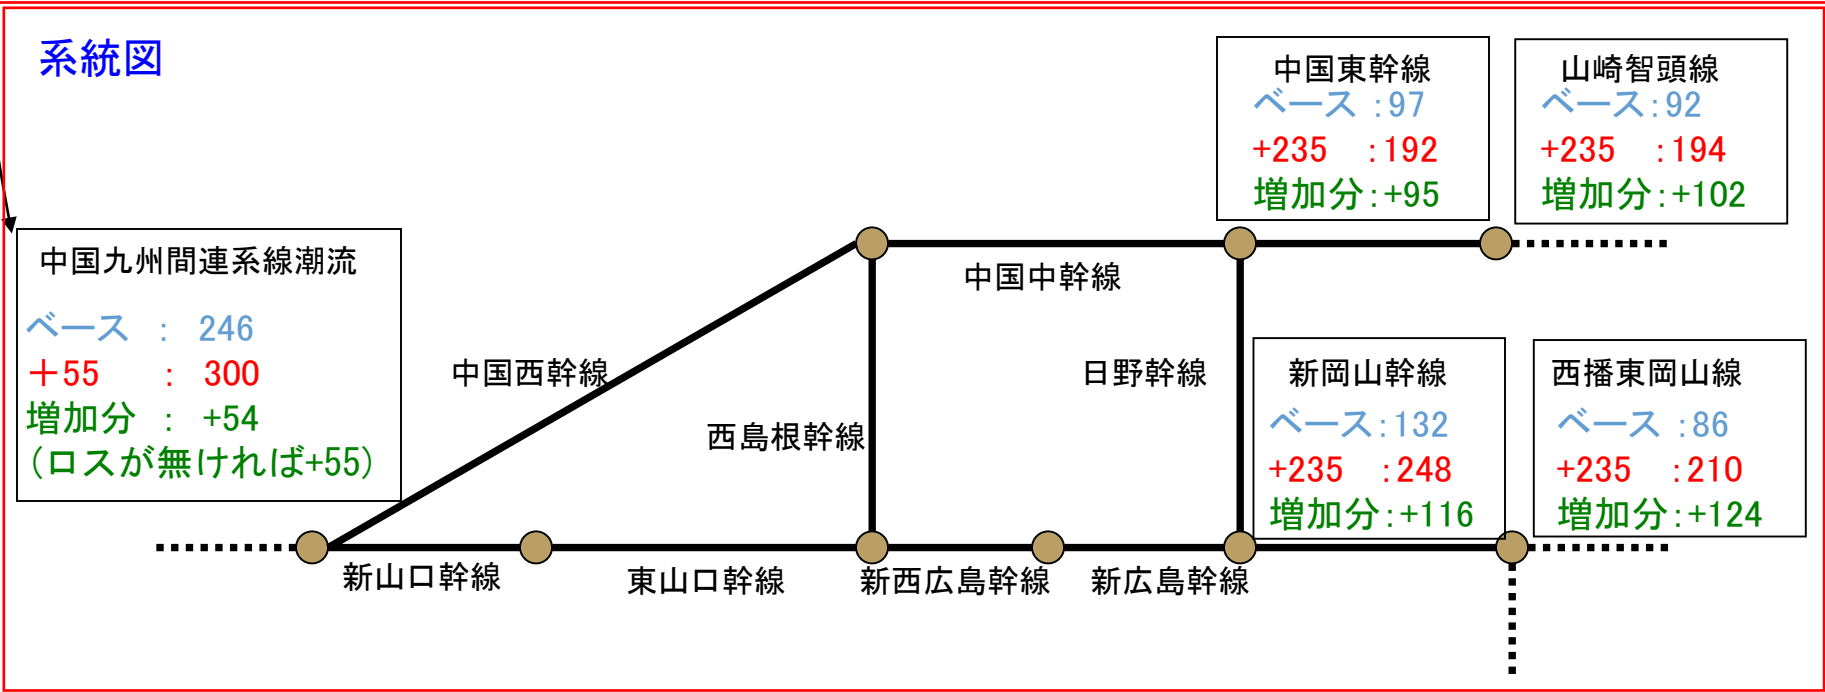 系統図
中国東幹線
ベース :97
+235 :192
増加分:+95
山崎智頭線
ベース:92
+235 :194
増加分:+102
中国九州間連系線潮流
ベース : 246
+55 : 300
増加分 : +54
(ロスが無ければ+55)
中国中幹線
中国西幹線
西島根幹線
日野幹線
新岡山幹線
ベース:132
+235 :248
増加分:+116
西播東岡山線
ベース :86
+235 :210
増加分:+124
新山口幹線
東山口幹線
新西広島幹線
新広島幹線